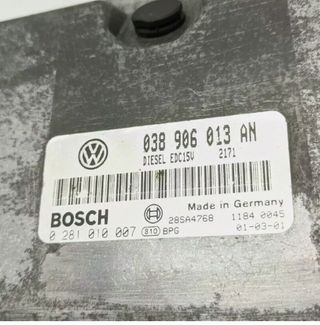 038 906 013 AN
DIESEL EDC15V 2171
Made in Germany
BOSCH 28SA4768 1184 0045
0 281 010 007 810 BPG 01-03-01